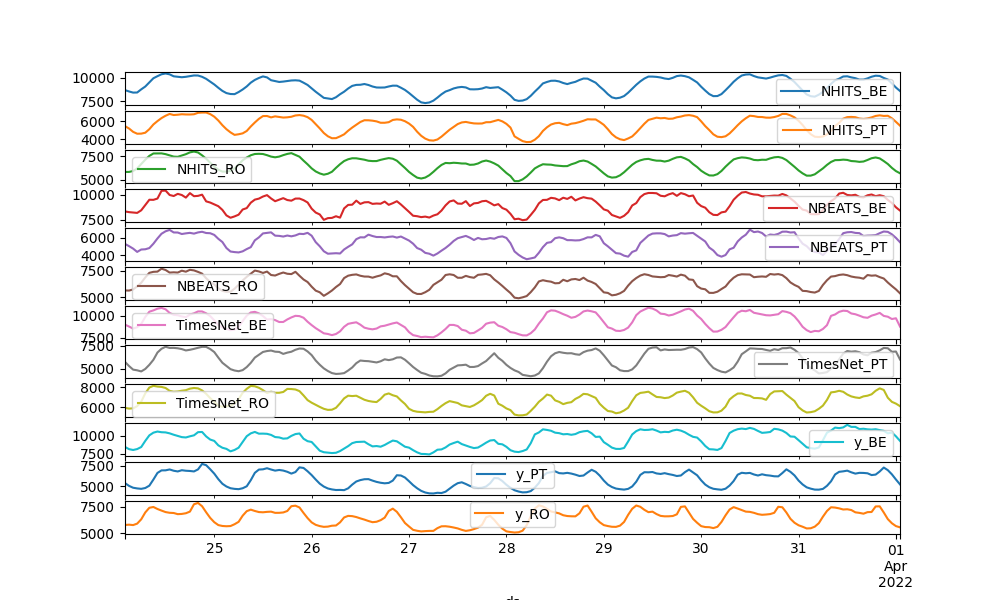 10000
7500
NHITS_BE
6000
4000
NHITS_PT
7500
5000
NHITS_RO
10000
7500
NBEATS_BE
6000
4000
NBEATS_PT
7500
5000
NBEATS_RO
10000
7500
TimesNet_BE
7500
5000
TimesNet_PT
8000
6000
TimesNet_RO
10000
7500
y_BE
7500
5000
y_PT
7500
5000
y_RO
25 26 27 28 29 30 31 01
Apr
2022